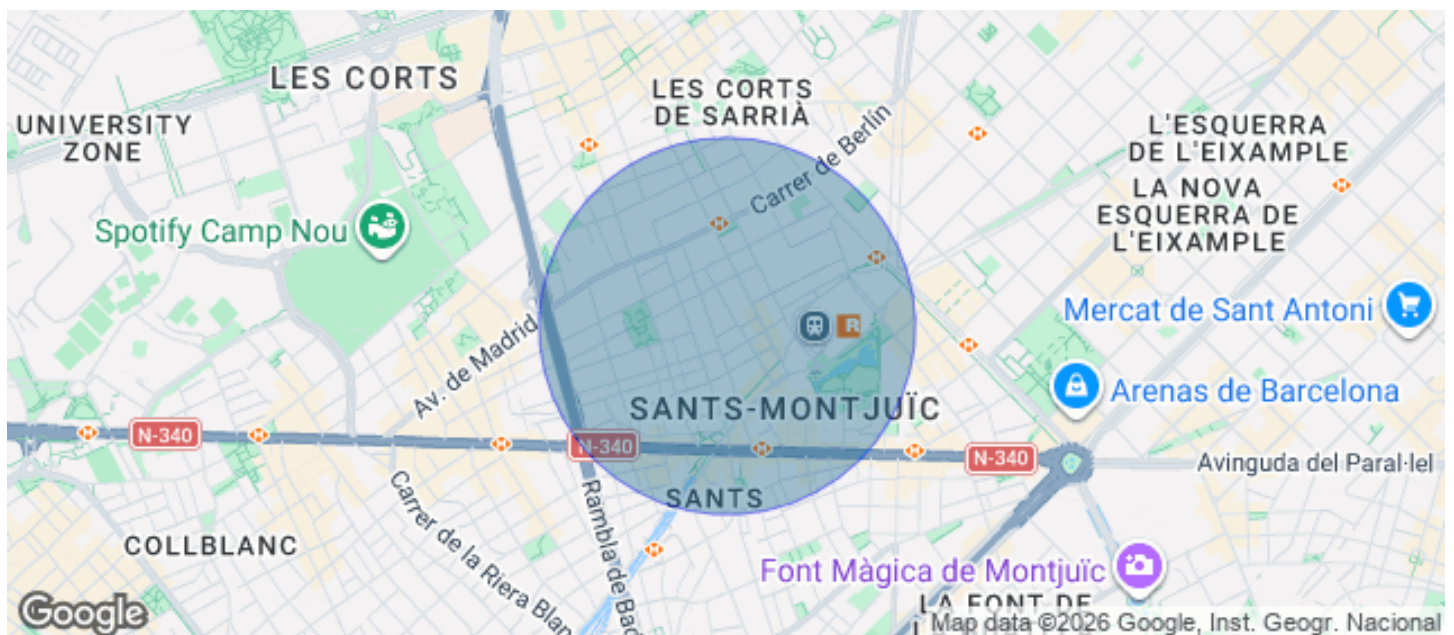 LES CORTS
LES CORTS
DE SARRIÀ
UNIVERSITY
ZONE
L'ESQUERRA
DE L'EIXAMPLE
LA NOVA
ESQUERRA DE
L'EIXAMPLE
Carrer de Berlín
Spotify Camp Nou
Mercat de Sant Antoni
Av. de Madrid
R
Arenas de Barcelona
SANTS-MONTJUÏC
N-340
N-340
N-340
Avinguda del Paral·lel
SANTS
COLLBLANC
Carrer de la Riera Blan
Rambla de Bad
Font Màgica de Montjuïc
LA FONT DE
Google
Map data ©2026 Google, Inst. Geogr. Nacional